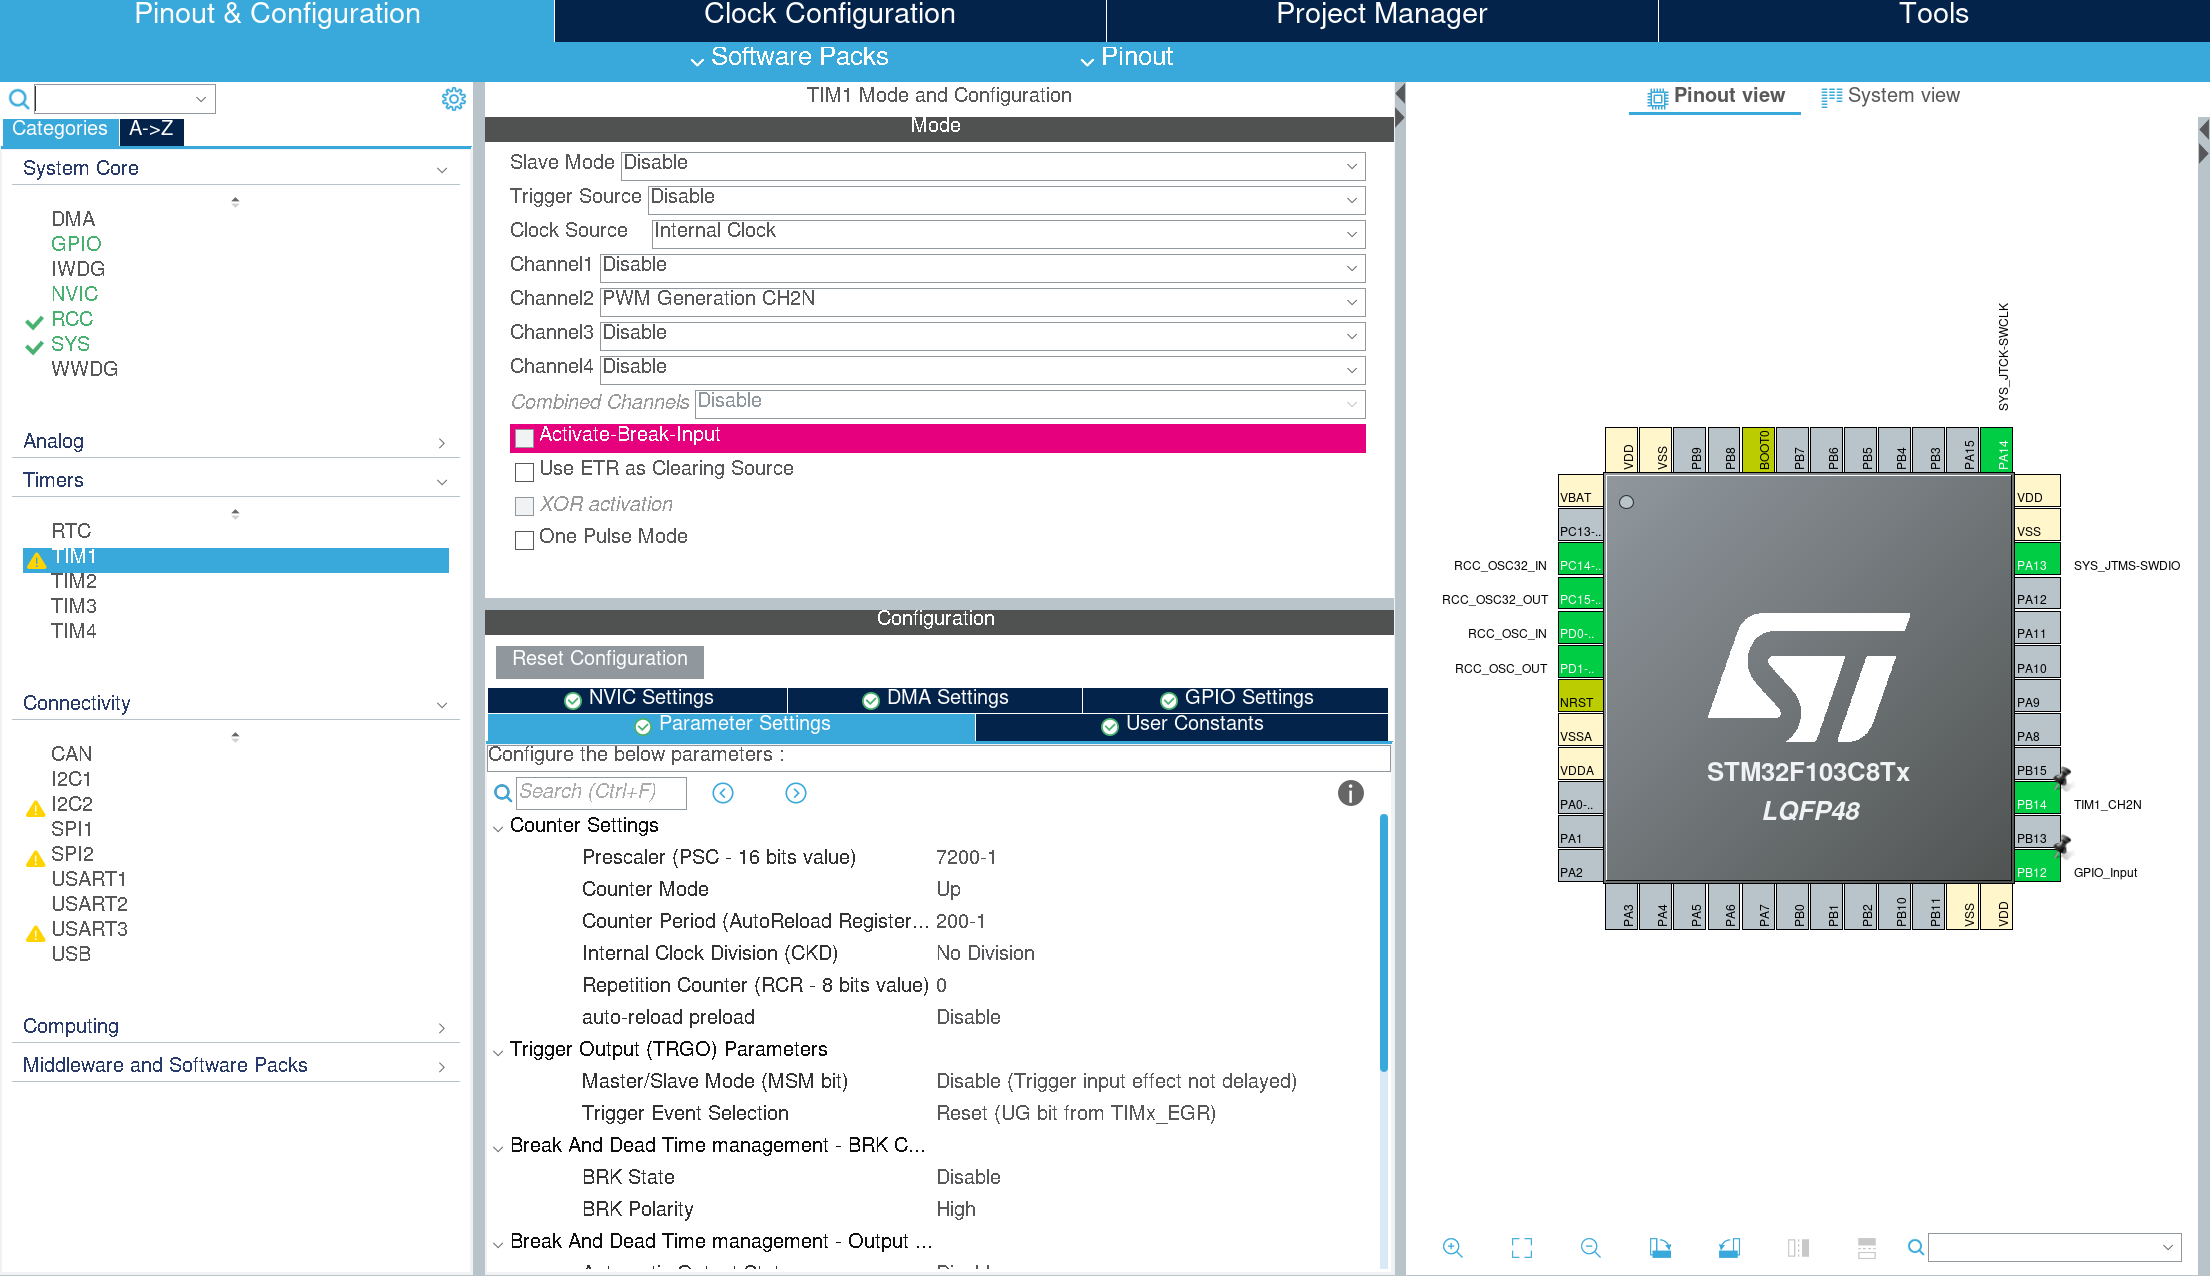 Pinout & Configuration
Clock Configuration
Project Manager
Tools
Software Packs
Pinout
Categories
A->Z
System Core
DMA
GPIO
IWDG
NVIC
RCC
SYS
WWDG
Analog
Timers
RTC
TIM1
TIM2
TIM3
TIM4
Connectivity
CAN
I2C1
I2C2
SPI1
SPI2
USART1
USART2
USART3
USB
Computing
Middleware and Software Packs
TIM1 Mode and Configuration
Mode
Slave Mode Disable
Trigger Source Disable
Clock Source Internal Clock
Channel1 Disable
Channel2 PWM Generation CH2N
Channel3 Disable
Channel4 Disable
Combined Channels Disable
Activate-Break-Input
Use ETR as Clearing Source
XOR activation
One Pulse Mode
Configuration
Reset Configuration
NVIC Settings
DMA Settings
GPIO Settings
Parameter Settings
User Constants
Configure the below parameters :
Search (Ctrl+F)
Counter Settings
Prescaler (PSC - 16 bits value) 7200-1
Counter Mode Up
Counter Period (AutoReload Register... 200-1
Internal Clock Division (CKD) No Division
Repetition Counter (RCR - 8 bits value) 0
auto-reload preload Disable
Trigger Output (TRGO) Parameters
Master/Slave Mode (MSM bit) Disable (Trigger input effect not delayed)
Trigger Event Selection Reset (UG bit from TIMx_EGR)
Break And Dead Time management - BRK C...
BRK State Disable
BRK Polarity High
Break And Dead Time management - Output ...
Pinout view
System view
SYS_JTCK-SWCLK
VDD
VSS
PB9
PB8
BOOT0
PB7
PB6
PB5
PB4
PB3
PA15
PA14
VBAT
PC13-..
RCC_OSC32_IN PC14-..
RCC_OSC32_OUT PC15-..
RCC_OSC_IN PD0-..
RCC_OSC_OUT PD1-..
NRST
VSSA
VDDA
PA0-..
PA1
PA2
ST
STM32F103C8Tx
LQFP48
VDD
VSS
PA13 SYS_JTMS-SWDIO
PA12
PA11
PA10
PA9
PA8
PB15
PB14 TIM1_CH2N
PB13
PB12 GPIO_Input
PA3
PA4
PA5
PA6
PA7
PB0
PB1
PB2
PB10
PB11
VSS
VDD